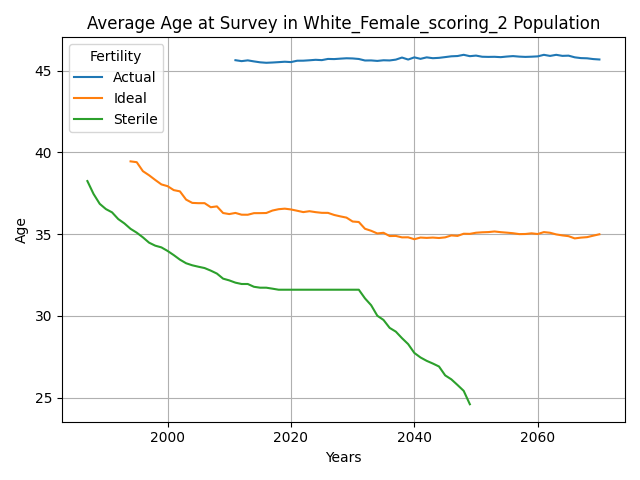 Average Age at Survey in White_Female_scoring_2 Population
Fertility
Actual
Ideal
Sterile
Age
45
40
35
30
25
2000
2020
2040
2060
Years